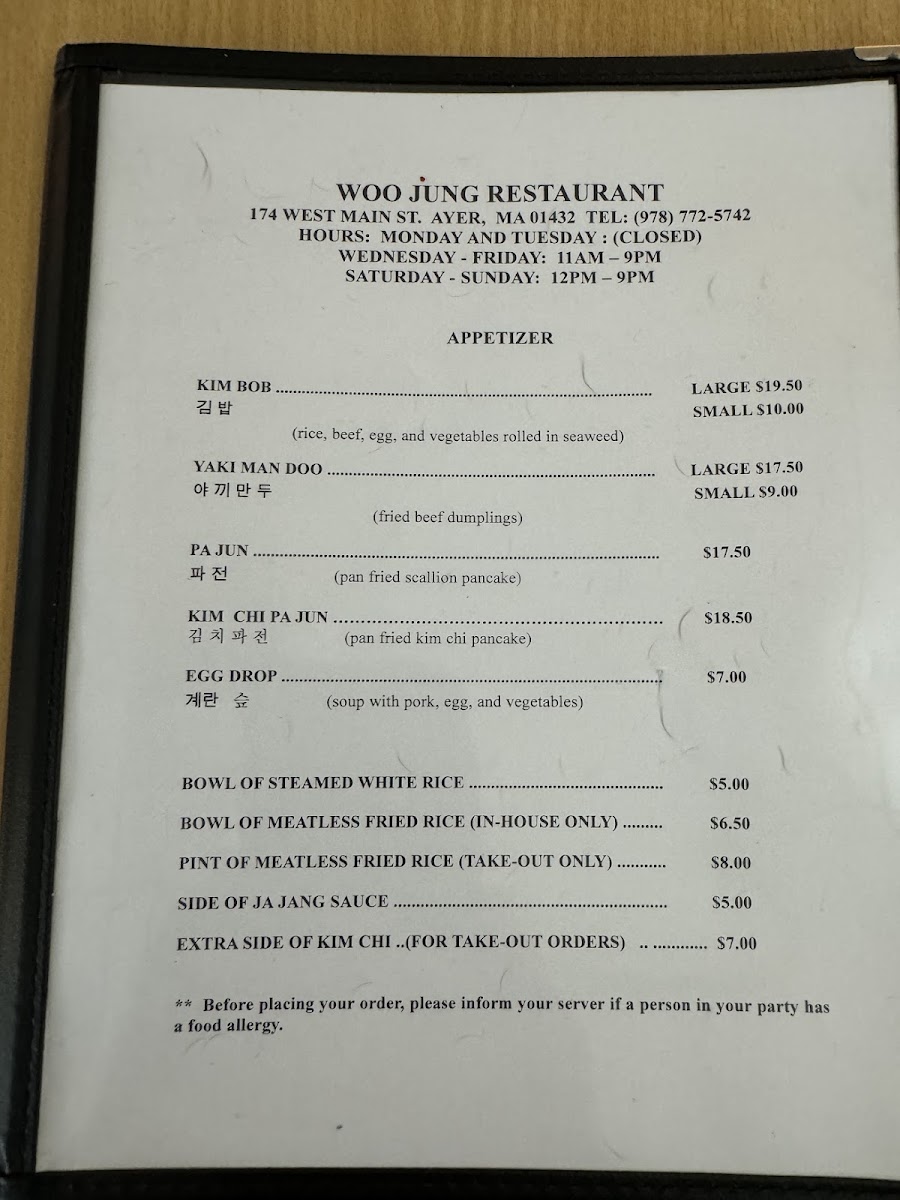 WOO JUNG RESTAURANT
174 WEST MAIN ST. AYER, MA 01432 TEL: (978) 772-5742
HOURS: MONDAY AND TUESDAY : (CLOSED)
WEDNESDAY - FRIDAY: 11AM – 9PM
SATURDAY - SUNDAY: 12PM – 9PM
APPETIZER
KIM BOB ........................................ LARGE $19.50
김 밥 SMALL $10.00
(rice, beef, egg, and vegetables rolled in seaweed)
YAKI MAN DOO ........................................ LARGE $17.50
야 끼 만 두 SMALL $9.00
(fried beef dumplings)
PA JUN ........................................ $17.50
파 전 (pan fried scallion pancake)
KIM CHI PA JUN ........................................ $18.50
김 치 파 전 (pan fried kim chi pancake)
EGG DROP ........................................ $7.00
계란 슾 (soup with pork, egg, and vegetables)
BOWL OF STEAMED WHITE RICE ........................................ $5.00
BOWL OF MEATLESS FRIED RICE (IN-HOUSE ONLY) ......... $6.50
PINT OF MEATLESS FRIED RICE (TAKE-OUT ONLY) ........... $8.00
SIDE OF JA JANG SAUCE ........................................ $5.00
EXTRA SIDE OF KIM CHI ..(FOR TAKE-OUT ORDERS) .. ............ $7.00
** Before placing your order, please inform your server if a person in your party has
a food allergy.